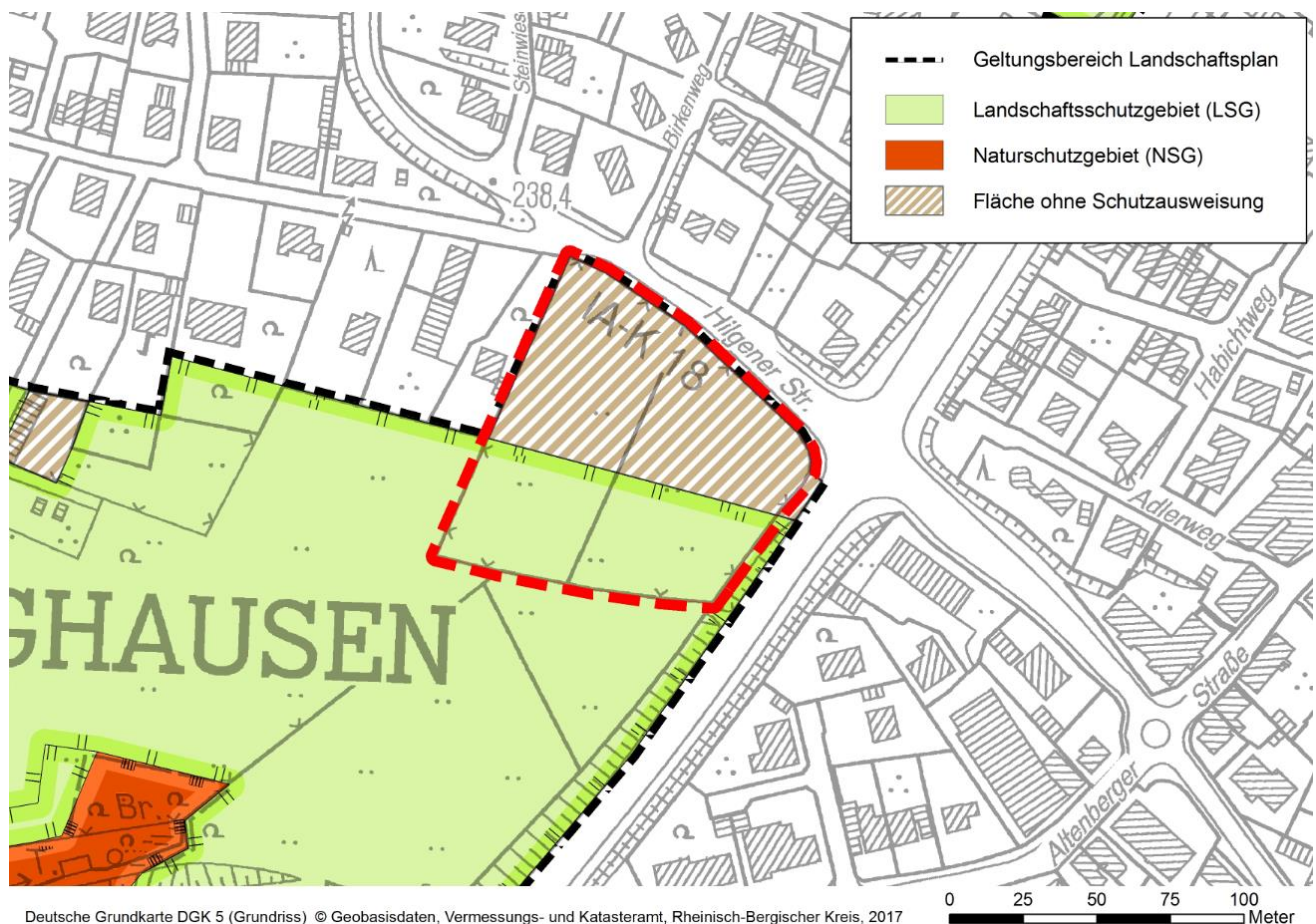 Geltungsbereich Landschaftsplan
Landschaftsschutzgebiet (LSG)
Naturschutzgebiet (NSG)
Fläche ohne Schutzausweisung
Steinwies
Birkenweg
238,4
Hilgener Str.
IA-K 18
Habichtweg
Adlerweg
Straße
Altenberger
GHAUSEN
Br.
T.
0 25 50 75 100
Meter
Deutsche Grundkarte DGK 5 (Grundriss) © Geobasisdaten, Vermessungs- und Katasteramt, Rheinisch-Bergischer Kreis, 2017